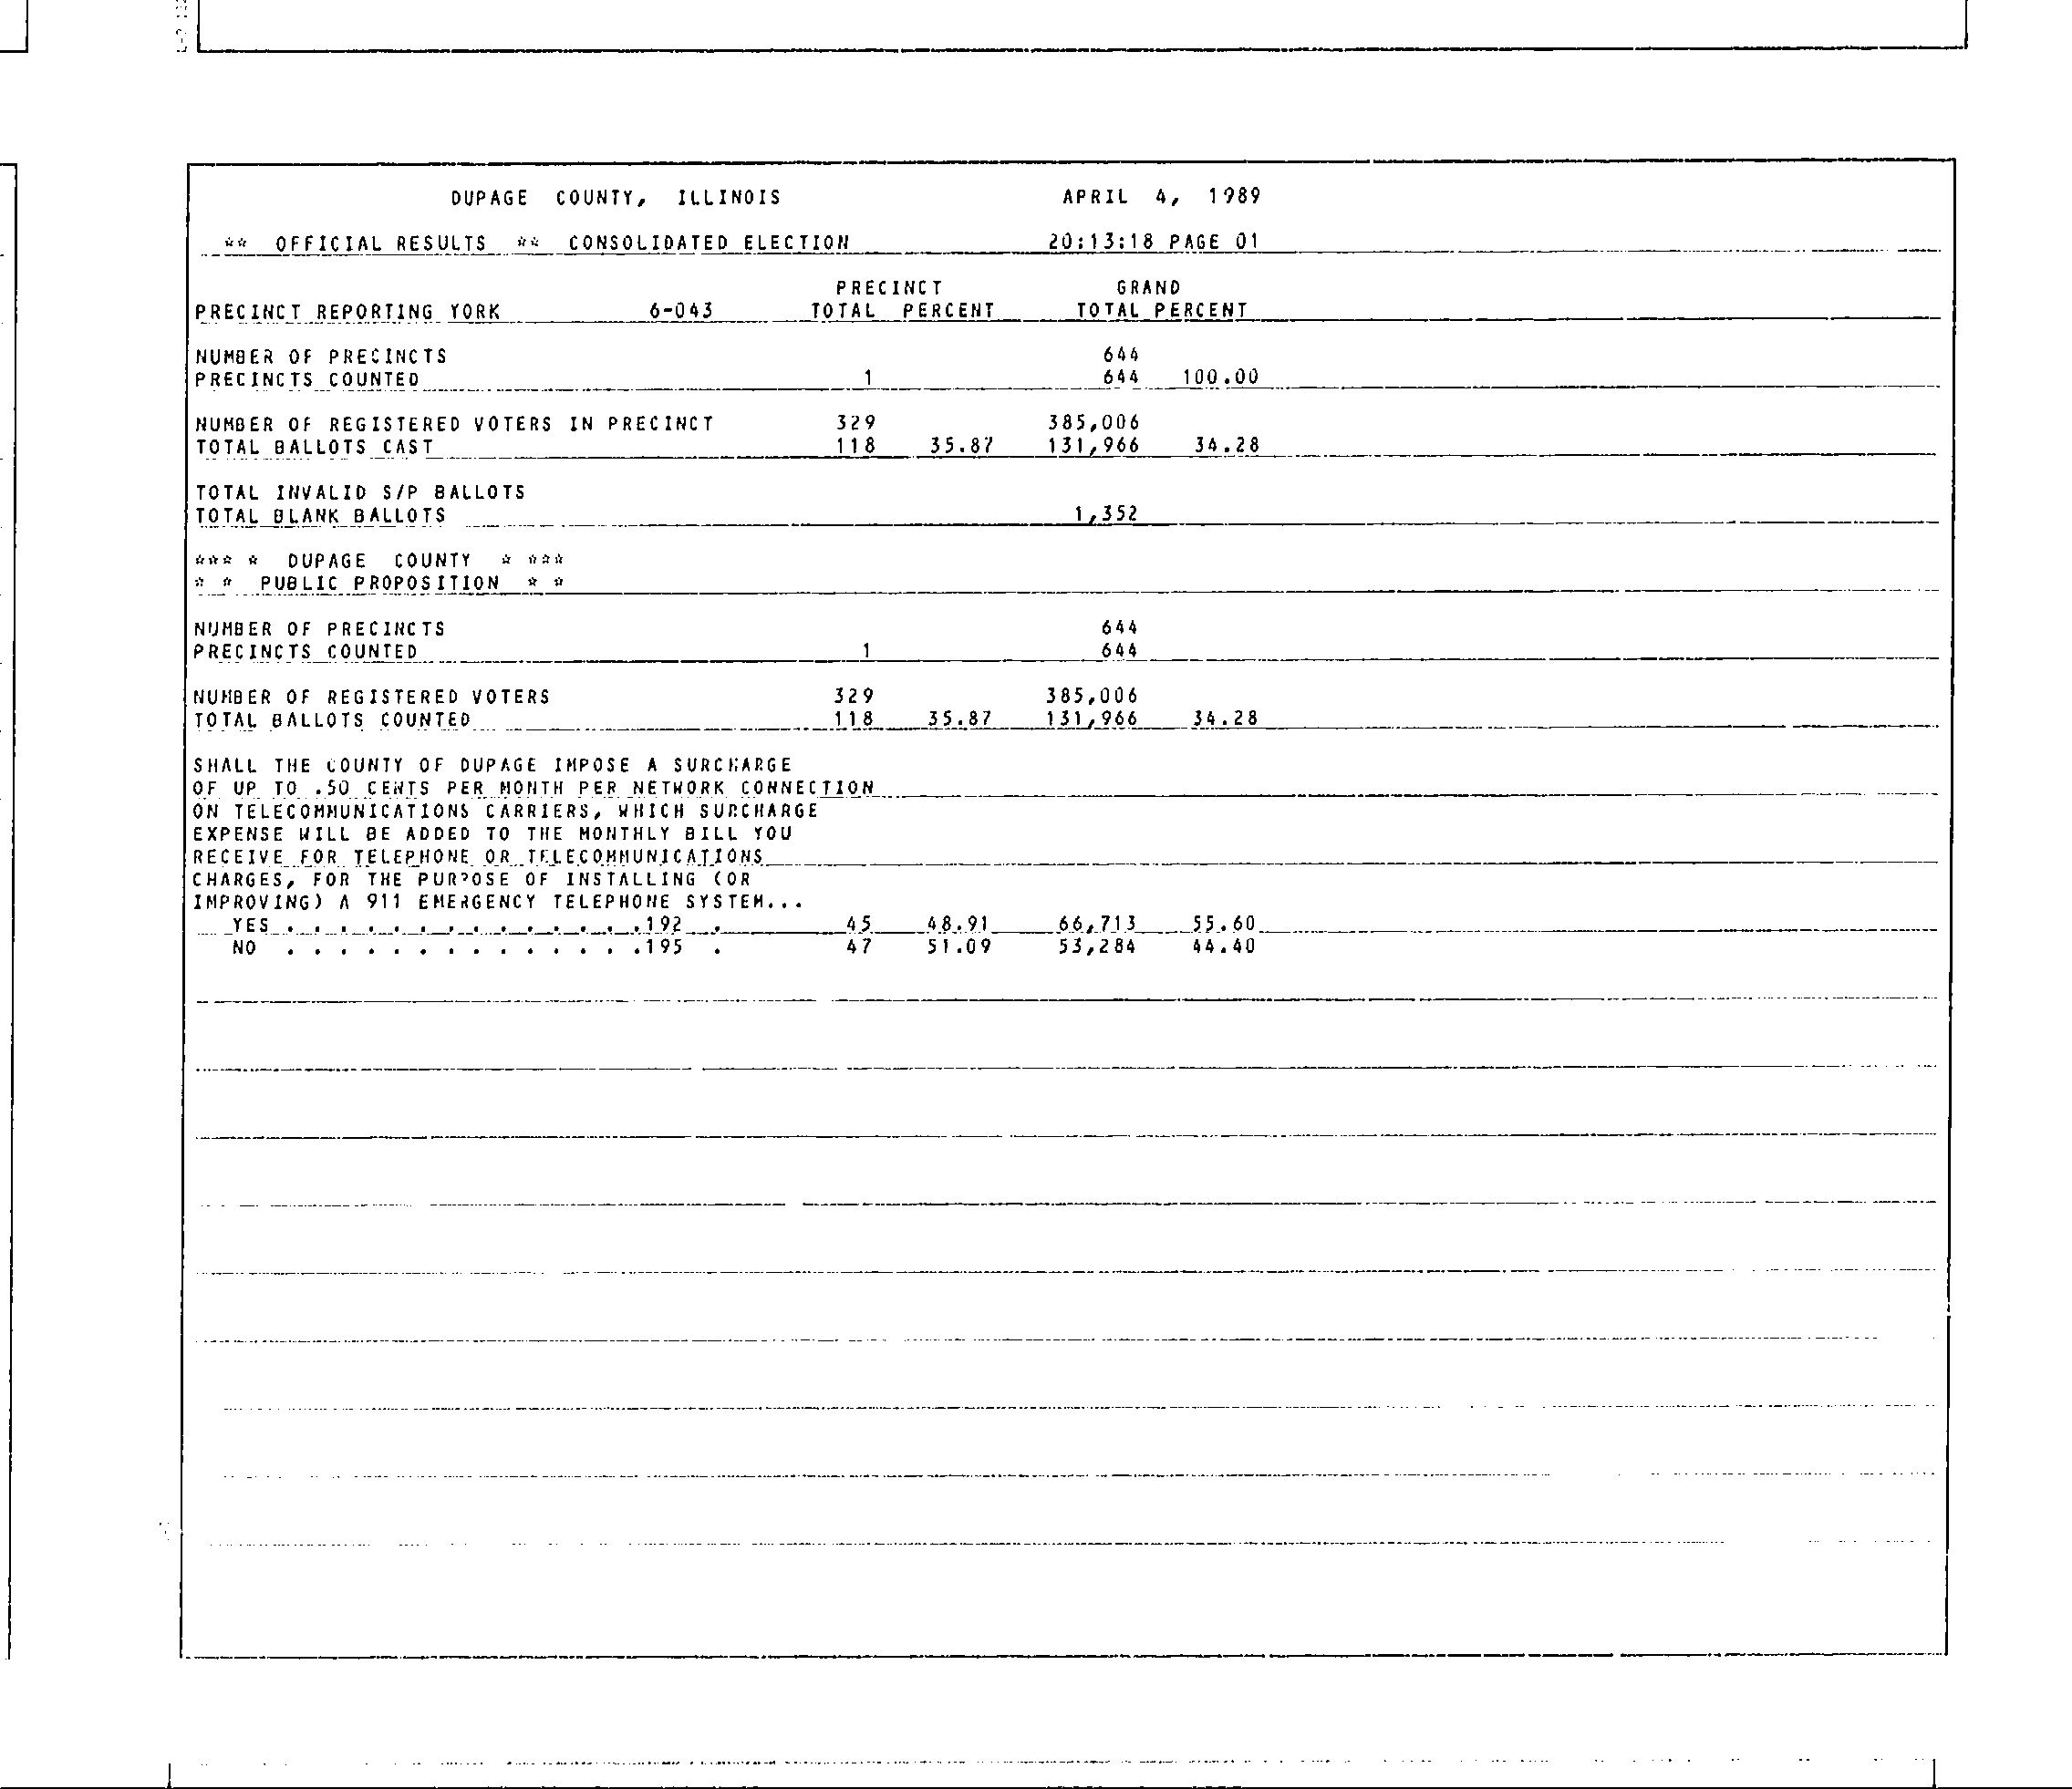 DUPAGE COUNTY, ILLINOIS APRIL 4, 1989
** OFFICIAL RESULTS ** CONSOLIDATED ELECTION 20:13:18 PAGE 01
PRECINCT GRAND
PRECINCT REPORTING YORK 6-043 TOTAL PERCENT TOTAL PERCENT
NUMBER OF PRECINCTS 644
PRECINCTS COUNTED 1 644 100.00
NUMBER OF REGISTERED VOTERS IN PRECINCT 329 385,006
TOTAL BALLOTS CAST 118 35.87 131,966 34.28
TOTAL INVALID S/P BALLOTS
TOTAL BLANK BALLOTS 1,352
*** * DUPAGE COUNTY * ***
* * PUBLIC PROPOSITION * *
NUMBER OF PRECINCTS 644
PRECINCTS COUNTED 1 644
NUMBER OF REGISTERED VOTERS 329 385,006
TOTAL BALLOTS COUNTED 118 35.87 131,966 34.28
SHALL THE COUNTY OF DUPAGE IMPOSE A SURCHARGE
OF UP TO .50 CENTS PER MONTH PER NETWORK CONNECTION
ON TELECOMMUNICATIONS CARRIERS, WHICH SURCHARGE
EXPENSE WILL BE ADDED TO THE MONTHLY BILL YOU
RECEIVE FOR TELEPHONE OR TELECOMMUNICATIONS
CHARGES, FOR THE PURPOSE OF INSTALLING (OR
IMPROVING) A 911 EMERGENCY TELEPHONE SYSTEM...
YES . . . . . . . . . . . . . .192 . 45 48.91 66,713 55.60
NO . . . . . . . . . . . . . .195 . 47 51.09 53,284 44.40